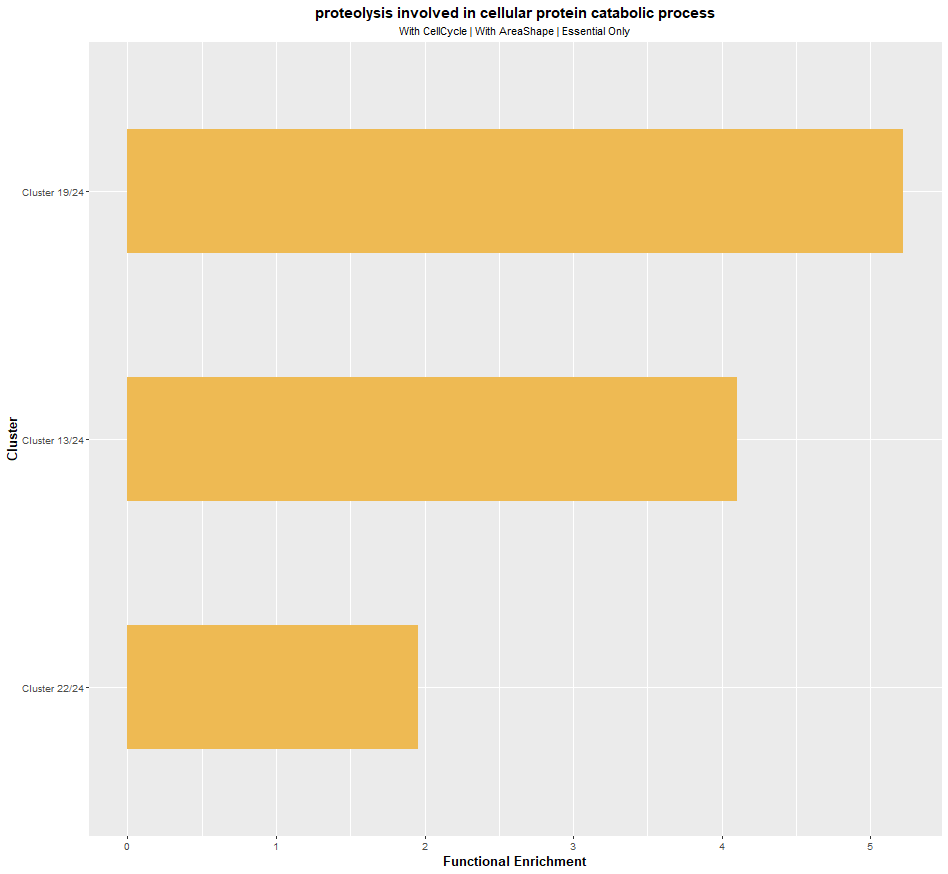 proteolysis involved in cellular protein catabolic process
With CellCycle | With AreaShape | Essential Only
Cluster
Cluster 19/24
Cluster 13/24
Cluster 22/24
0 1 2 3 4 5
Functional Enrichment